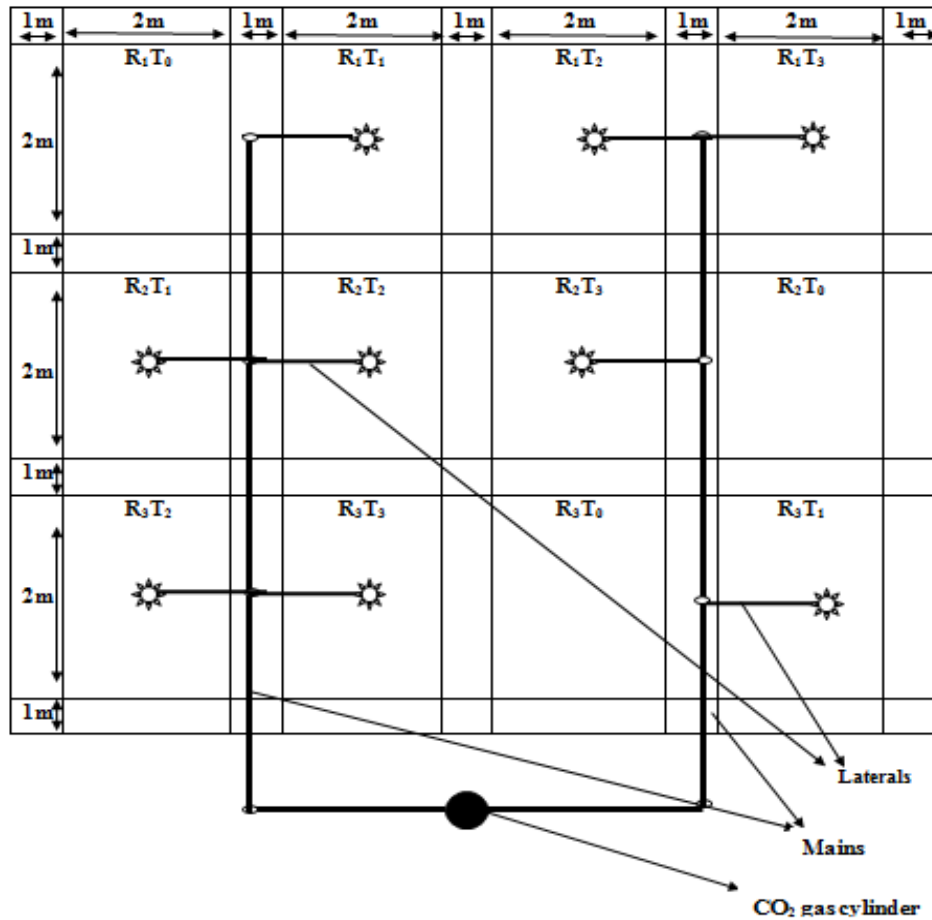 1m 2m 1m 2m 1m 2m 1m 2m 1m
R₁T₀ R₁T₁ R₁T₂ R₁T₃
2m
1m
R₂T₁ R₂T₂ R₂T₃ R₂T₀
2m
1m
R₃T₂ R₃T₃ R₃T₀ R₃T₁
2m
1m
Laterals
Mains
CO₂ gas cylinder